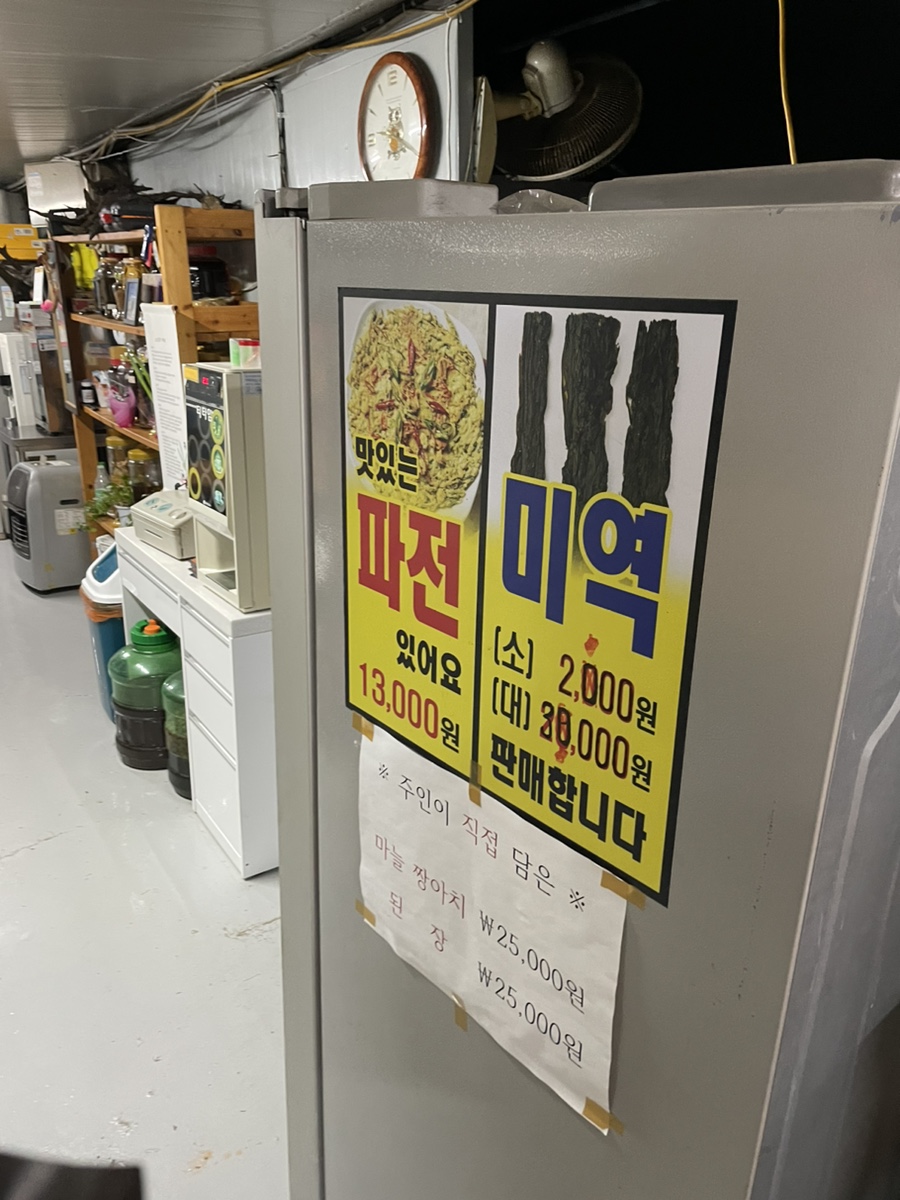 맛있는
파전
있어요
13,000원
미역
(소) 2,000원
(대) 20,000원
판매합니다
※ 주인이 직접 담은 ※
마늘 짱아치 ₩25,000원
된 장 ₩25,000원